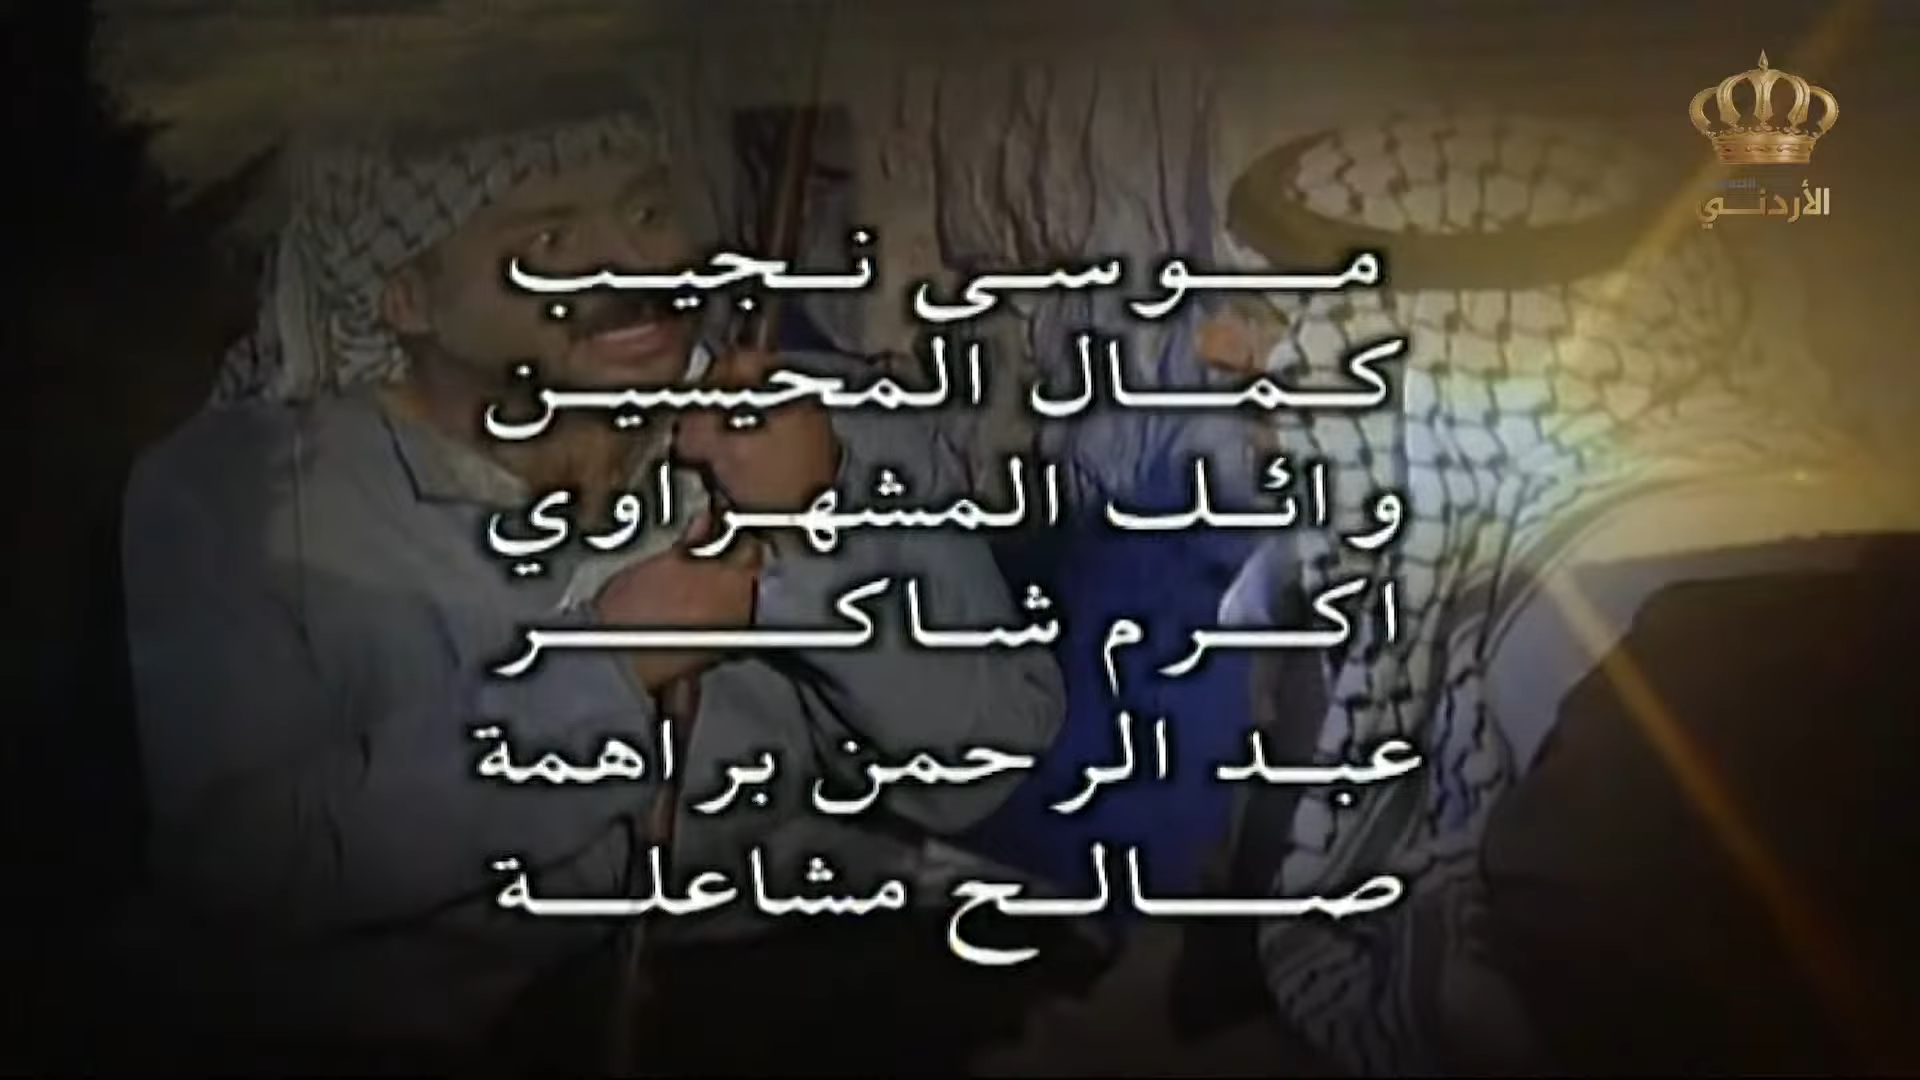 الأردني
موسى نجيب
كمال المحيسين
وائل المشهراوي
اكرم شاكر
عبد الرحمن براهمة
صالح مشاعلة